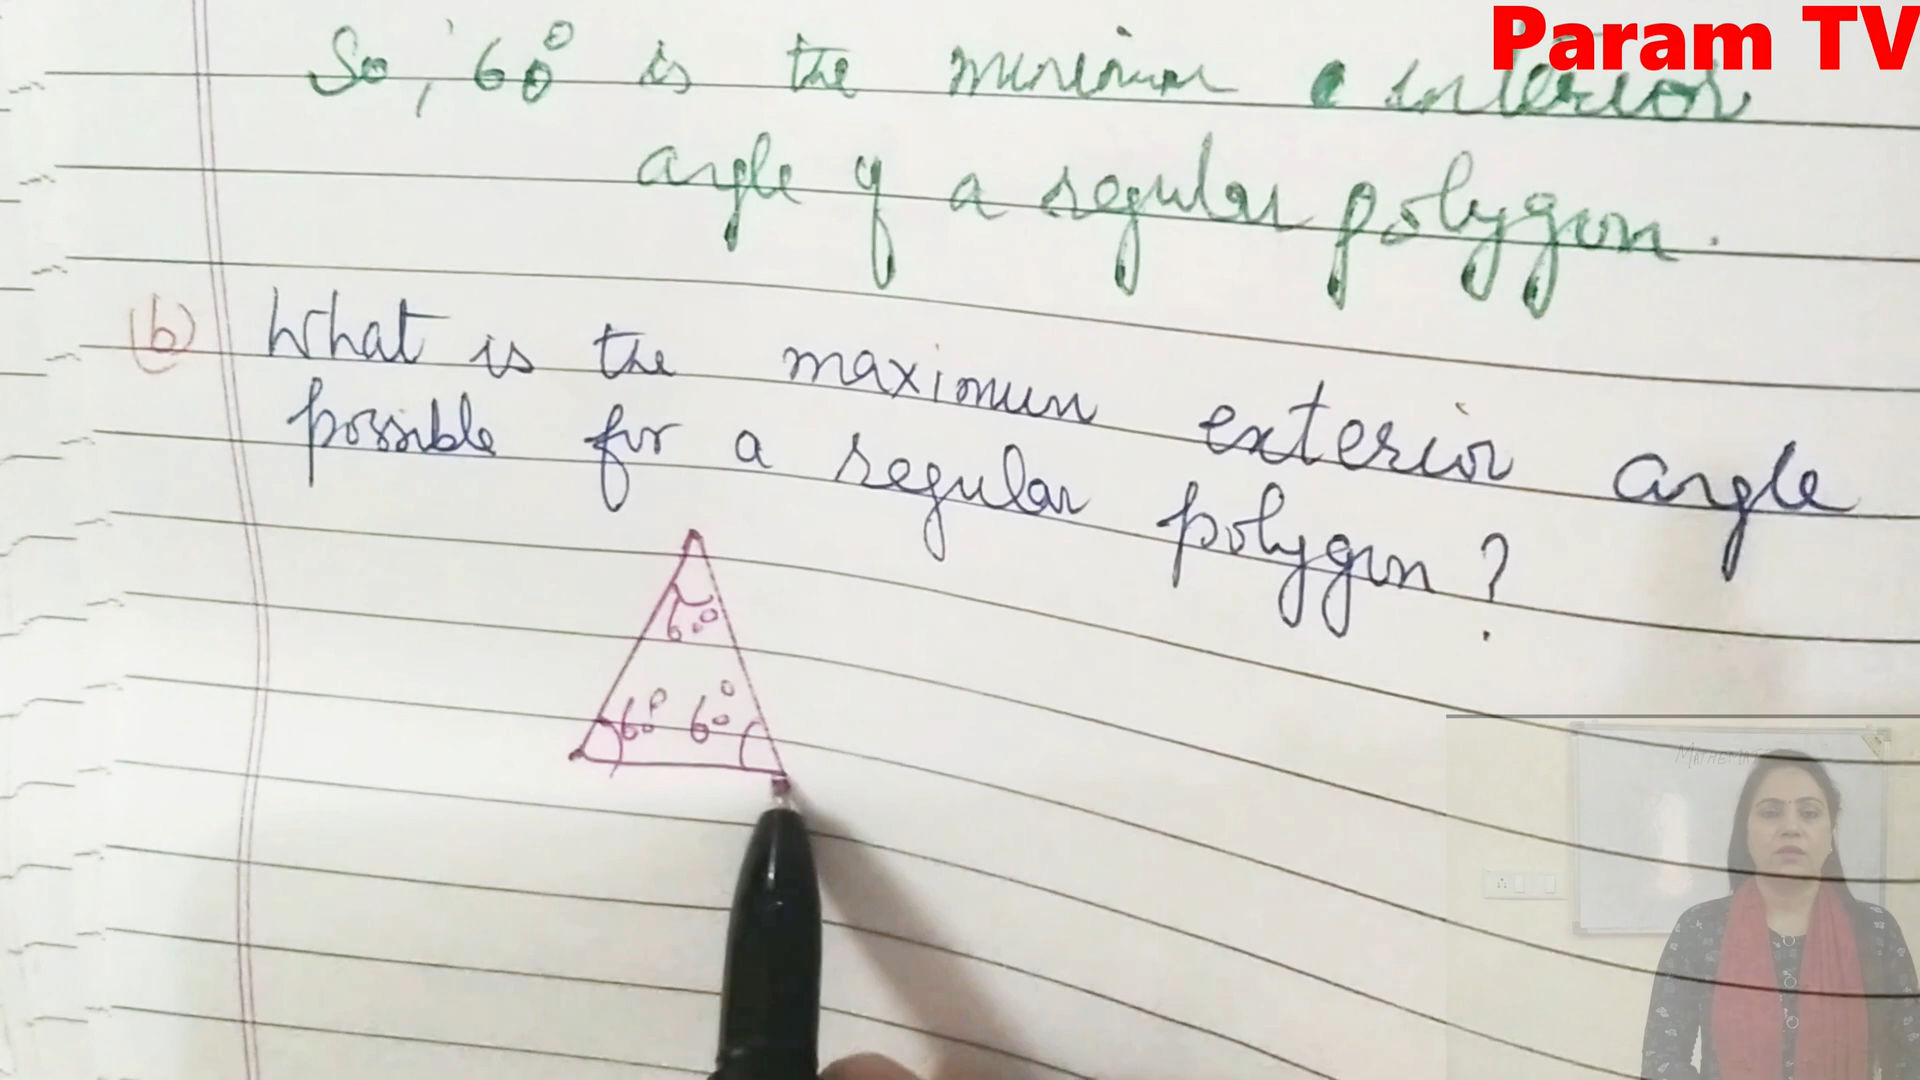 Param TV
So, 60° is the minimum interior
angle of a regular polygon.
(b) What is the maximum exterior angle
possible for a regular polygon?
60°
60° 60°